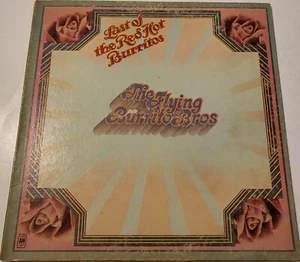 Last of
the Red Hot
Burritos
The Flying
Burrito Bros